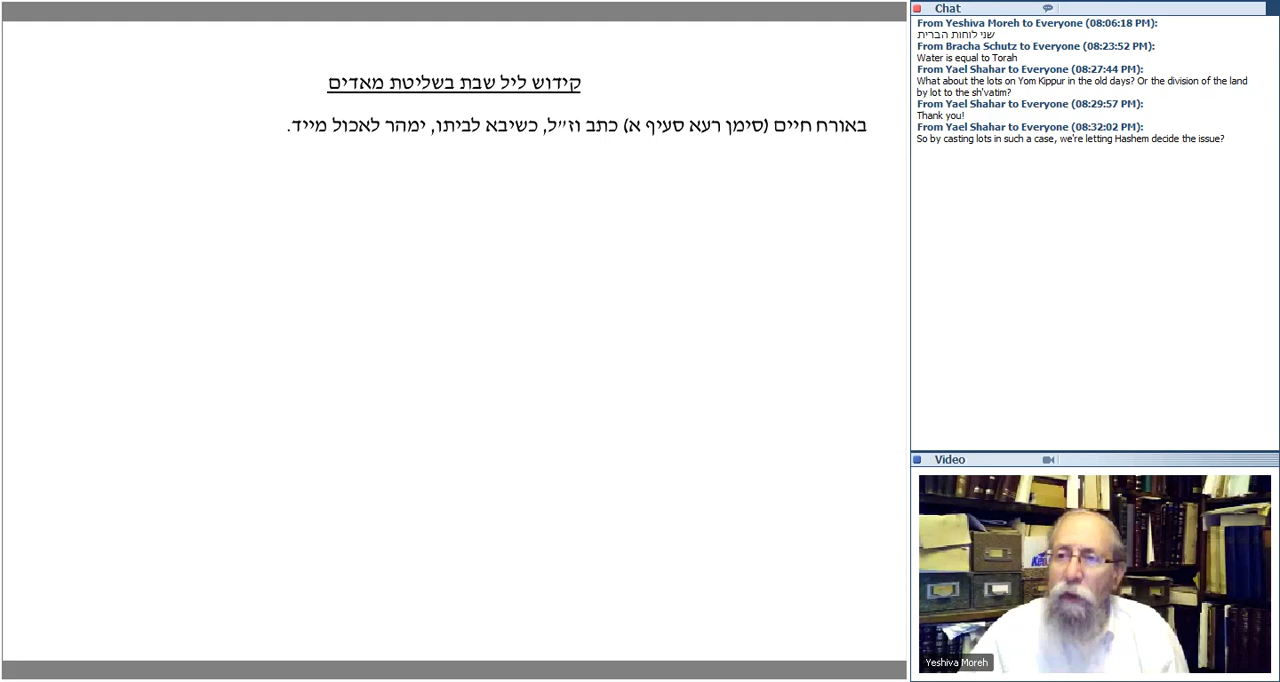 קידוש ליל שבת בשליטת מאדים
באורח חיים (סימן רעא סעיף א) כתב וז״ל, כשיבא לביתו, ימהר לאכול מייד.
Chat
From Yeshiva Moreh to Everyone (08:06:18 PM):
שני לוחות הברית
From Bracha Schutz to Everyone (08:23:52 PM):
Water is equal to Torah
From Yael Shahar to Everyone (08:27:44 PM):
What about the lots on Yom Kippur in the old days? Or the division of the land
by lot to the sh'vatim?
From Yael Shahar to Everyone (08:29:57 PM):
Thank you!
From Yael Shahar to Everyone (08:32:02 PM):
So by casting lots in such a case, we're letting Hashem decide the issue?
Video
Yeshiva Moreh